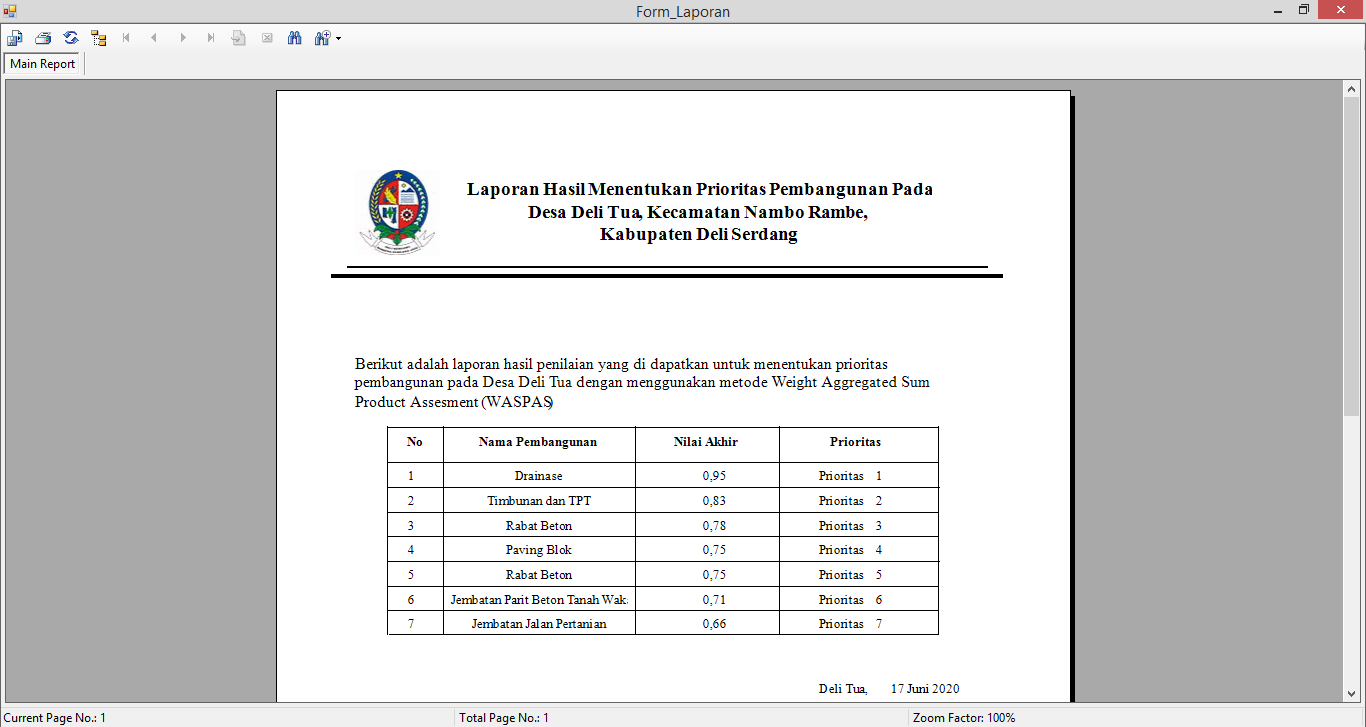 Form_Laporan
Main Report
Laporan Hasil Menentukan Prioritas Pembangunan Pada
Desa Deli Tua, Kecamatan Nambo Rambe,
Kabupaten Deli Serdang
Berikut adalah laporan hasil penilaian yang di dapatkan untuk menentukan prioritas
pembangunan pada Desa Deli Tua dengan menggunakan metode Weight Aggregated Sum
Product Assesment (WASPAS)
No Nama Pembangunan Nilai Akhir Prioritas
1 Drainase 0,95 Prioritas 1
2 Timbunan dan TPT 0,83 Prioritas 2
3 Rabat Beton 0,78 Prioritas 3
4 Paving Blok 0,75 Prioritas 4
5 Rabat Beton 0,75 Prioritas 5
6 Jembatan Parit Beton Tanah Wak 0,71 Prioritas 6
7 Jembatan Jalan Pertanian 0,66 Prioritas 7
Deli Tua, 17 Juni 2020
Current Page No.: 1 Total Page No.: 1 Zoom Factor: 100%